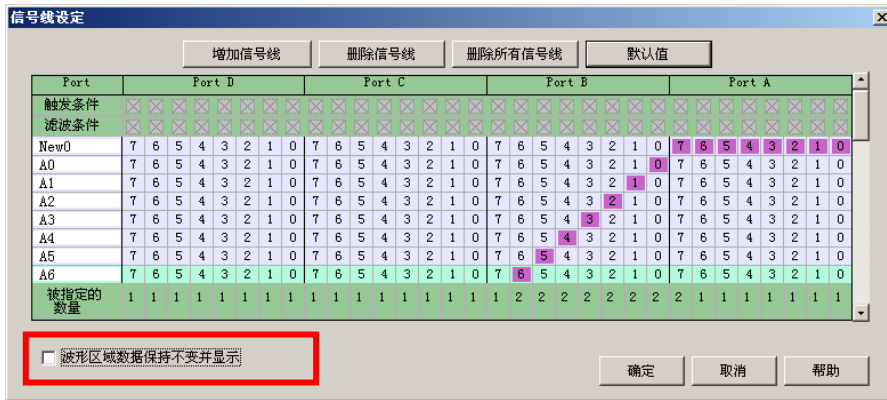 信号线设定
增加信号线 删除信号线 删除所有信号线 默认值
Port Port D Port C Port B Port A
触发条件
滤波条件
New0 7 6 5 4 3 2 1 0 7 6 5 4 3 2 1 0 7 6 5 4 3 2 1 0 7 6 5 4 3 2 1 0
A0 7 6 5 4 3 2 1 0 7 6 5 4 3 2 1 0 7 6 5 4 3 2 1 0 7 6 5 4 3 2 1 0
A1 7 6 5 4 3 2 1 0 7 6 5 4 3 2 1 0 7 6 5 4 3 2 1 0 7 6 5 4 3 2 1 0
A2 7 6 5 4 3 2 1 0 7 6 5 4 3 2 1 0 7 6 5 4 3 2 1 0 7 6 5 4 3 2 1 0
A3 7 6 5 4 3 2 1 0 7 6 5 4 3 2 1 0 7 6 5 4 3 2 1 0 7 6 5 4 3 2 1 0
A4 7 6 5 4 3 2 1 0 7 6 5 4 3 2 1 0 7 6 5 4 3 2 1 0 7 6 5 4 3 2 1 0
A5 7 6 5 4 3 2 1 0 7 6 5 4 3 2 1 0 7 6 5 4 3 2 1 0 7 6 5 4 3 2 1 0
A6 7 6 5 4 3 2 1 0 7 6 5 4 3 2 1 0 7 6 5 4 3 2 1 0 7 6 5 4 3 2 1 0
被指定的
数量 1 1 1 1 1 1 1 1 1 1 1 1 1 1 1 1 1 2 2 2 2 2 2 2 2 1 1 1 1 1 1 1
波形区域数据保持不变并显示
确定 取消 帮助